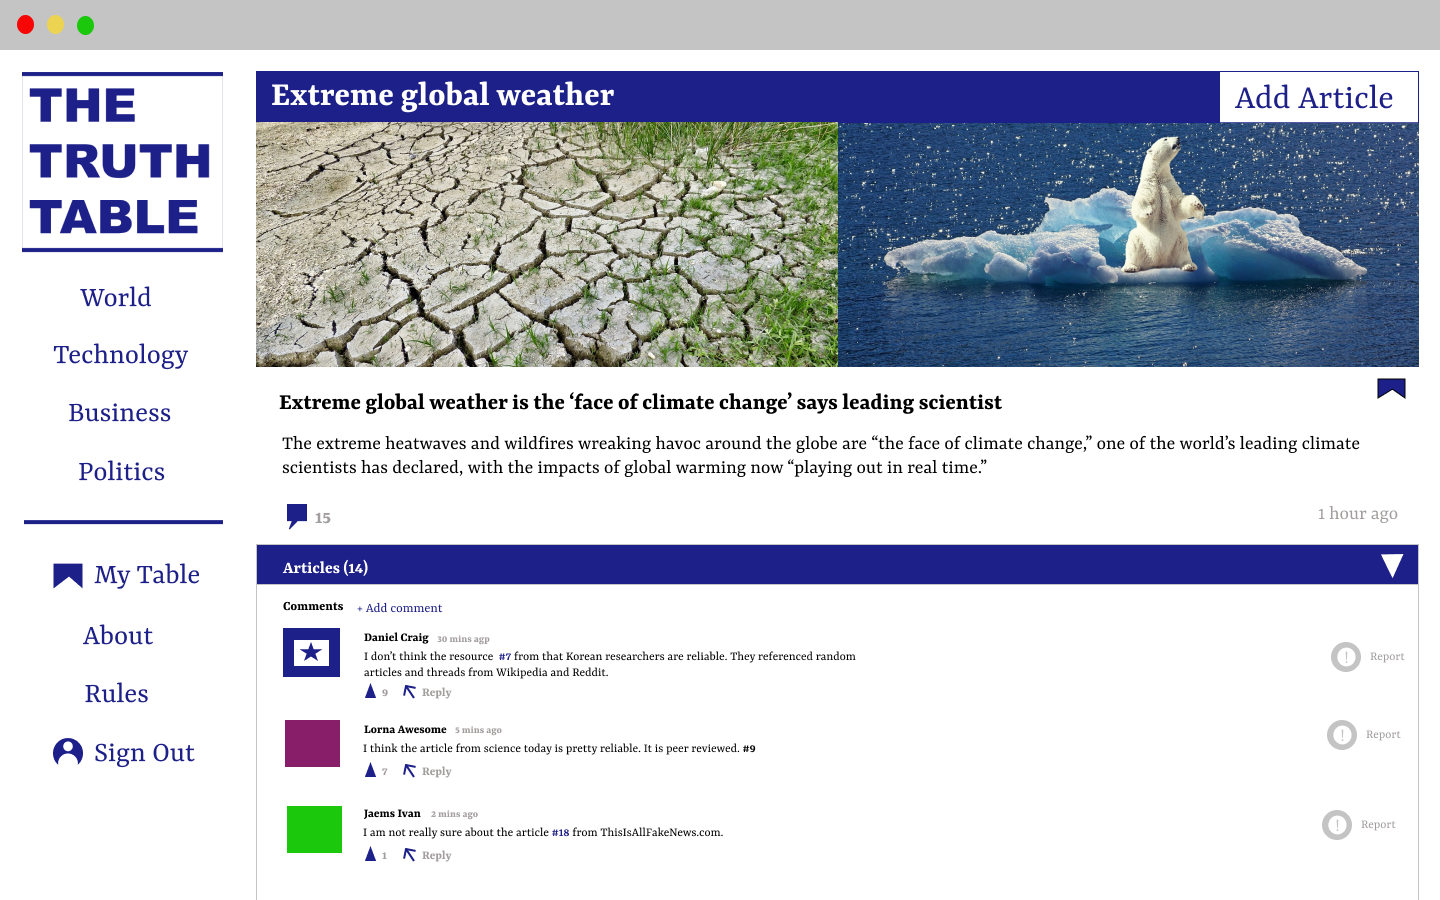 THE
TRUTH
TABLE
World
Technology
Business
Politics
My Table
About
Rules
Sign Out
Extreme global weather
Add Article
Extreme global weather is the ‘face of climate change’ says leading scientist
The extreme heatwaves and wildfires wreaking havoc around the globe are “the face of climate change,” one of the world’s leading climate
scientists has declared, with the impacts of global warming now “playing out in real time.”
15
1 hour ago
Articles (14)
Comments + Add comment
Daniel Craig 30 mins agp
I don’t think the resource #7 from that Korean researchers are reliable. They referenced random
articles and threads from Wikipedia and Reddit.
9 Reply
! Report
Lorna Awesome 5 mins ago
I think the article from science today is pretty reliable. It is peer reviewed. #9
7 Reply
! Report
Jaems Ivan 2 mins ago
I am not really sure about the article #18 from ThisIsAllFakeNews.com.
1 Reply
! Report